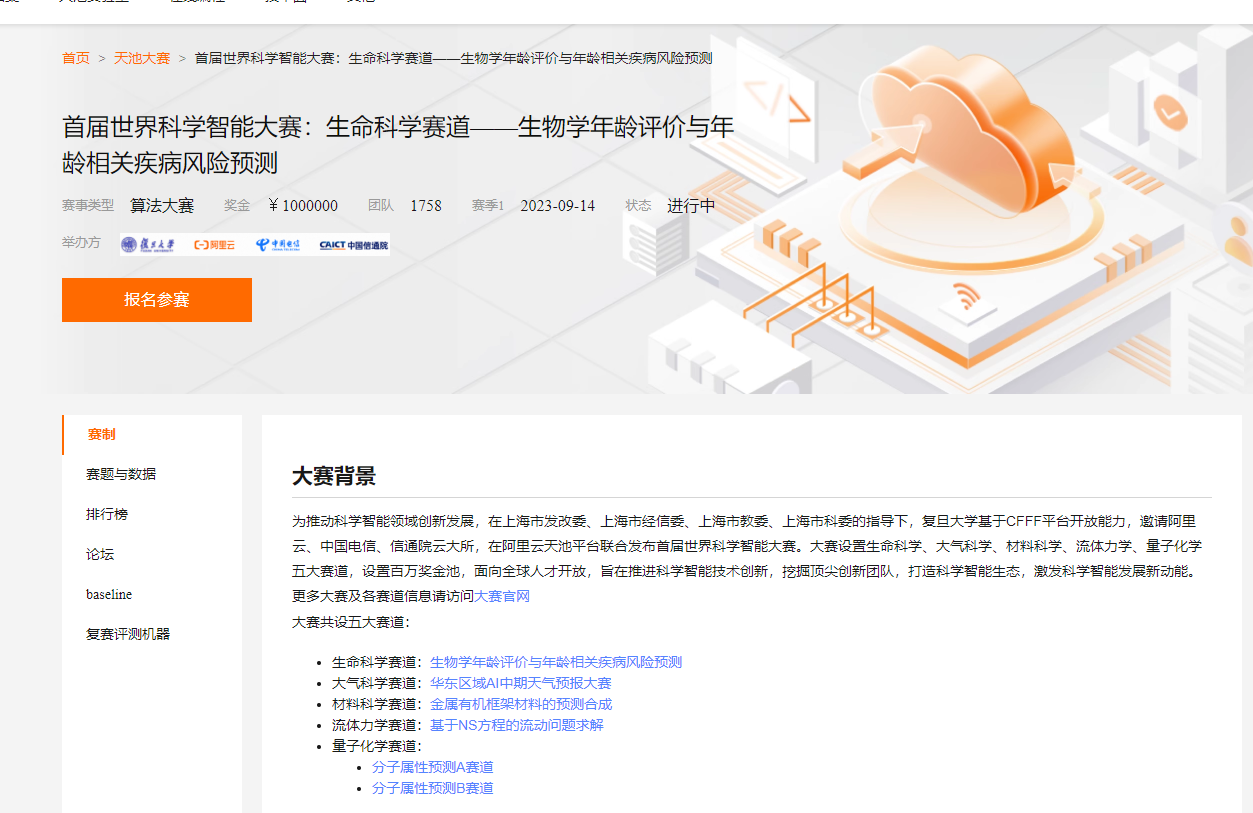 首页 > 天池大赛 > 首届世界科学智能大赛：生命科学赛道——生物学年龄评价与年龄相关疾病风险预测
首届世界科学智能大赛：生命科学赛道——生物学年龄评价与年
龄相关疾病风险预测
赛事类型 算法大赛 奖金 ￥1000000 团队 1758 赛季1 2023-09-14 状态 进行中
举办方 復旦大學 阿里云 中国电信 CAICT 中国信通院
报名参赛
赛制
赛题与数据
排行榜
论坛
baseline
复赛评测机器
大赛背景
为推动科学智能领域创新发展，在上海市发改委、上海市经信委、上海市教委、上海市科委的指导下，复旦大学基于CFFF平台开放能力，邀请阿里
云、中国电信、信通院云大所，在阿里云天池平台联合发布首届世界科学智能大赛。大赛设置生命科学、大气科学、材料科学、流体力学、量子化学
五大赛道，设置百万奖金池，面向全球人才开放，旨在推进科学智能技术创新，挖掘顶尖创新团队，打造科学智能生态，激发科学智能发展新动能。
更多大赛及各赛道信息请访问大赛官网
大赛共设五大赛道：
• 生命科学赛道：生物学年龄评价与年龄相关疾病风险预测
• 大气科学赛道：华东区域AI中期天气预报大赛
• 材料科学赛道：金属有机框架材料的预测合成
• 流体力学赛道：基于NS方程的流动问题求解
• 量子化学赛道：
• 分子属性预测A赛道
• 分子属性预测B赛道